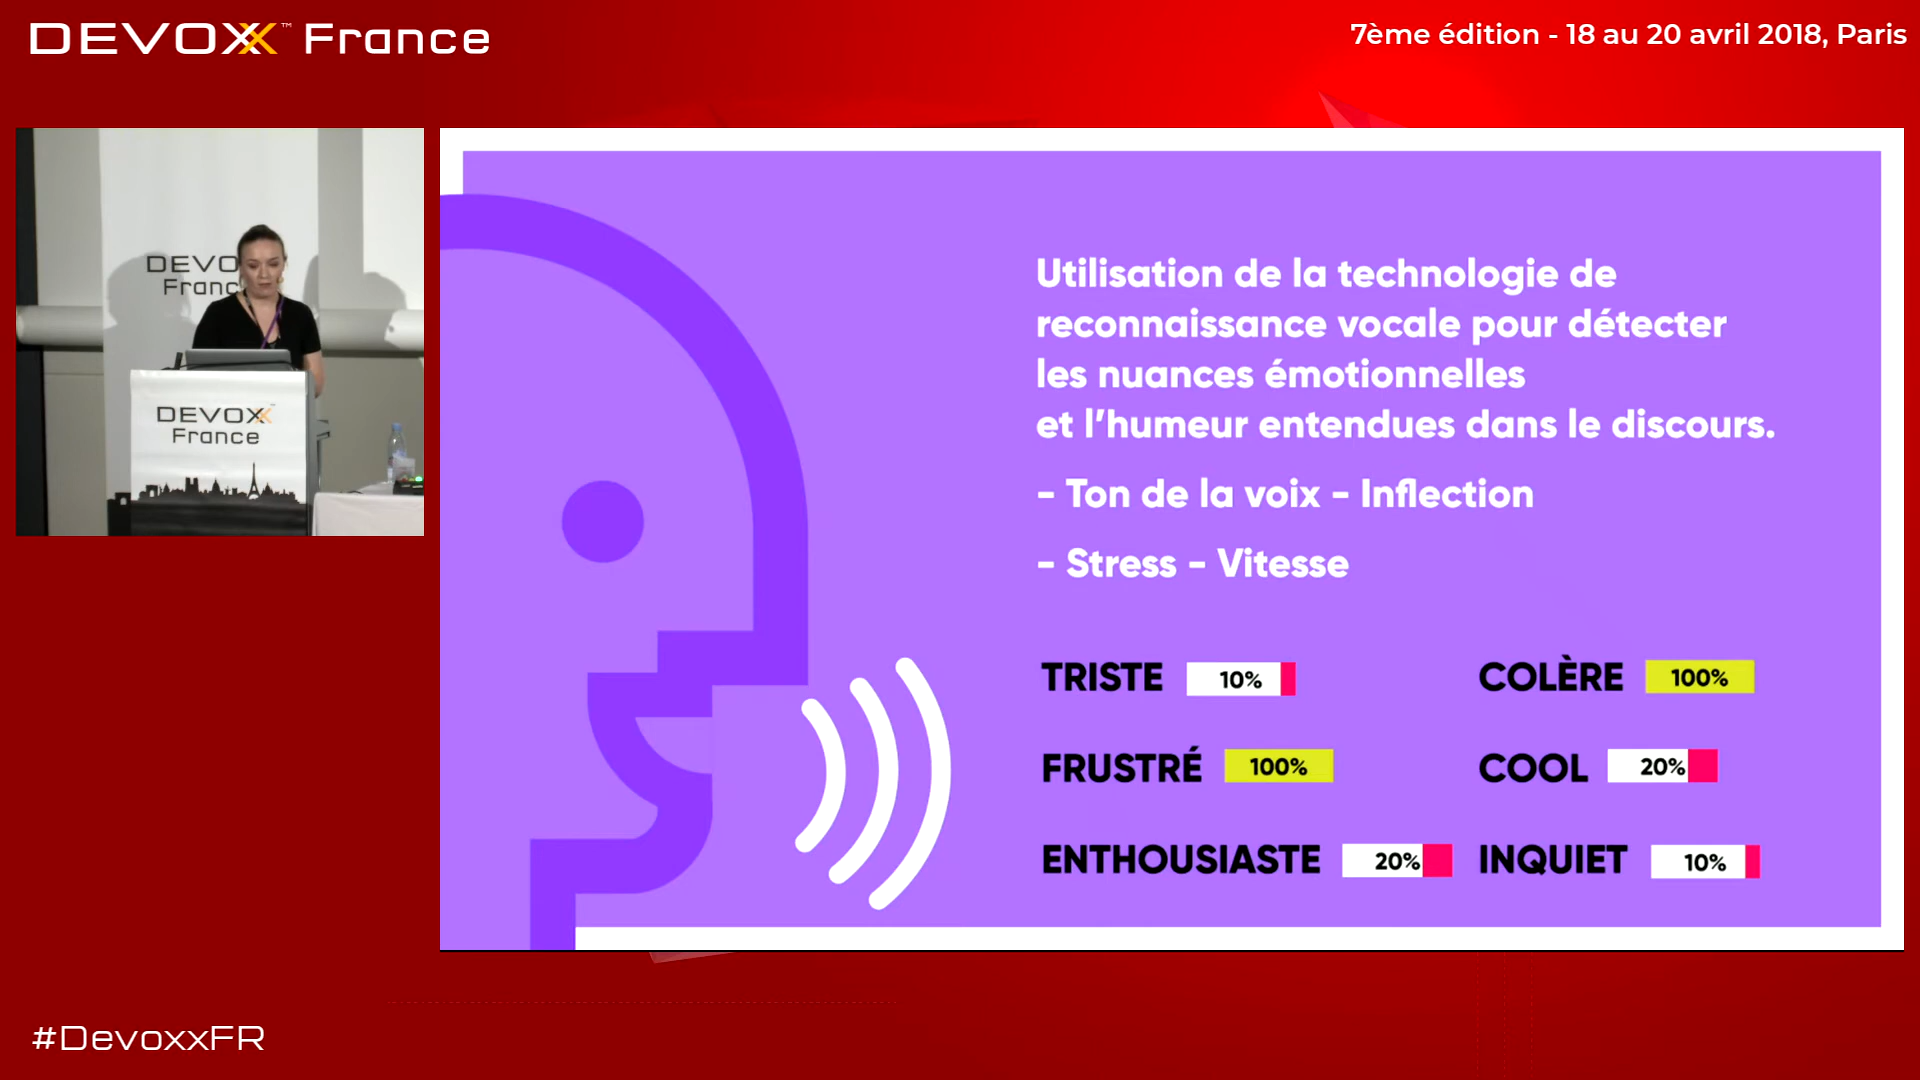 DEVOXX™ France
7ème édition - 18 au 20 avril 2018, Paris
DEVO
Franc
DEVOXX
France
Utilisation de la technologie de
reconnaissance vocale pour détecter
les nuances émotionnelles
et l’humeur entendues dans le discours.
- Ton de la voix - Inflection
- Stress - Vitesse
TRISTE 10%
COLÈRE 100%
FRUSTRÉ 100%
COOL 20%
ENTHOUSIASTE 20%
INQUIET 10%
#DevoxxFR